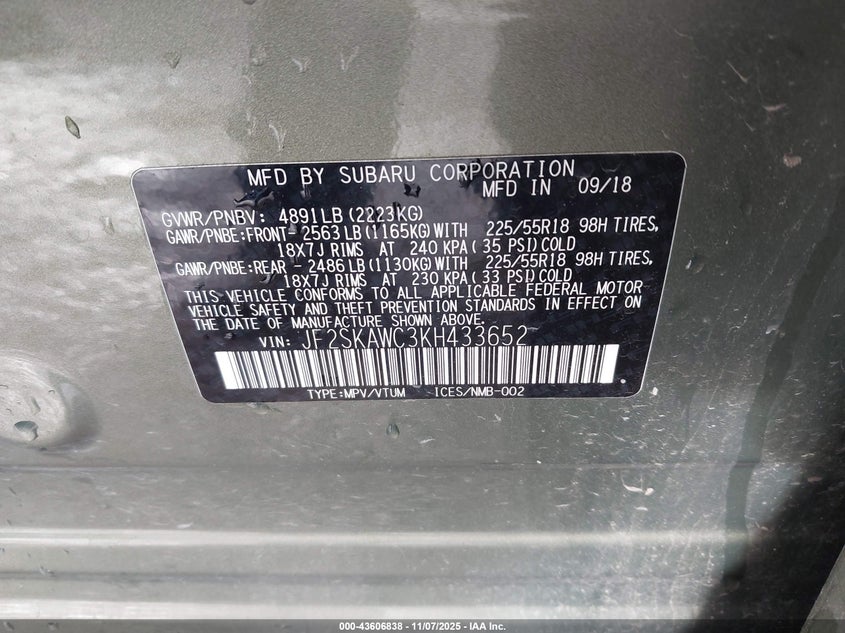 MFD BY SUBARU CORPORATION
MFD IN 09/18
GVWR/PNBV: 4891LB(2223KG)
GAWR/PNBE:FRONT- 2563LB(1165KG)WITH 225/55R18 98H TIRES,
18X7J RIMS AT 240 KPA(35 PSI)COLD
GAWR/PNBE:REAR - 2486LB(1130KG)WITH 225/55R18 98H TIRES,
18X7J RIMS AT 230 KPA(33 PSI)COLD
THIS VEHICLE CONFORMS TO ALL APPLICABLE FEDERAL MOTOR
VEHICLE SAFETY AND THEFT PREVENTION STANDARDS IN EFFECT ON
THE DATE OF MANUFACTURE SHOWN ABOVE.
VIN: JF2SKAWC3KH433652
TYPE:MPV/VTUM ICES/NMB-002
000-43606838 - 11/07/2025 - IAA Inc.